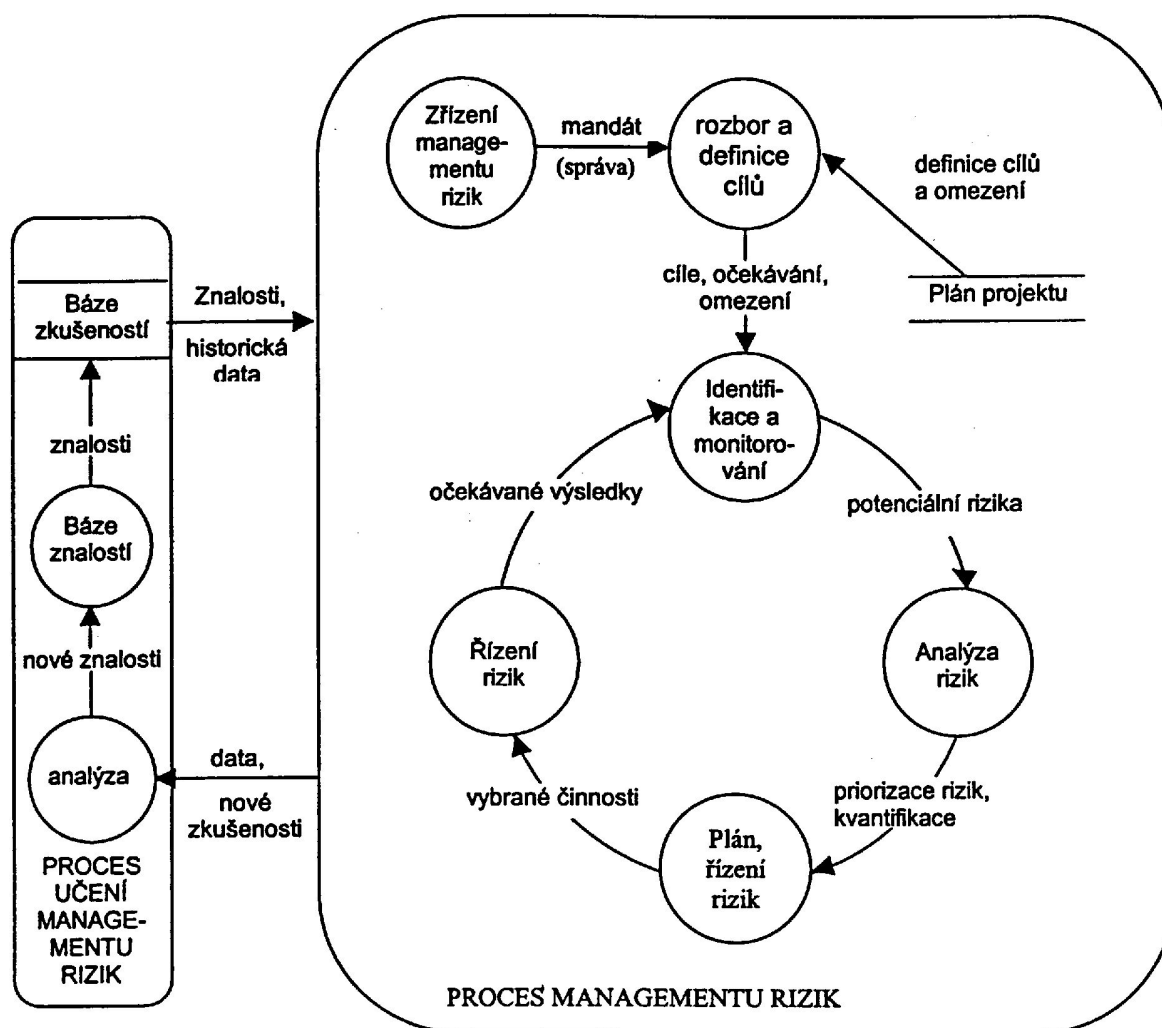 Zřízení
manage-
mentu
rizik
mandát
(správa)
rozbor a
definice
cílů
definice cílů
a omezení
Plán projektu
cíle, očekávání,
omezení
Identifi-
kace a
monitoro-
vání
potenciální rizika
Analýza
rizik
priorizace rizik,
kvantifikace
Plán,
řízení
rizik
vybrané činnosti
Řízení
rizik
očekávané výsledky
PROCES MANAGEMENTU RIZIK
Znalosti,
historická
data
data,
nové
zkušenosti
Báze
zkušeností
znalosti
Báze
znalostí
nové znalosti
analýza
PROCES
UČENÍ
MANAGE-
MENTU
RIZIK